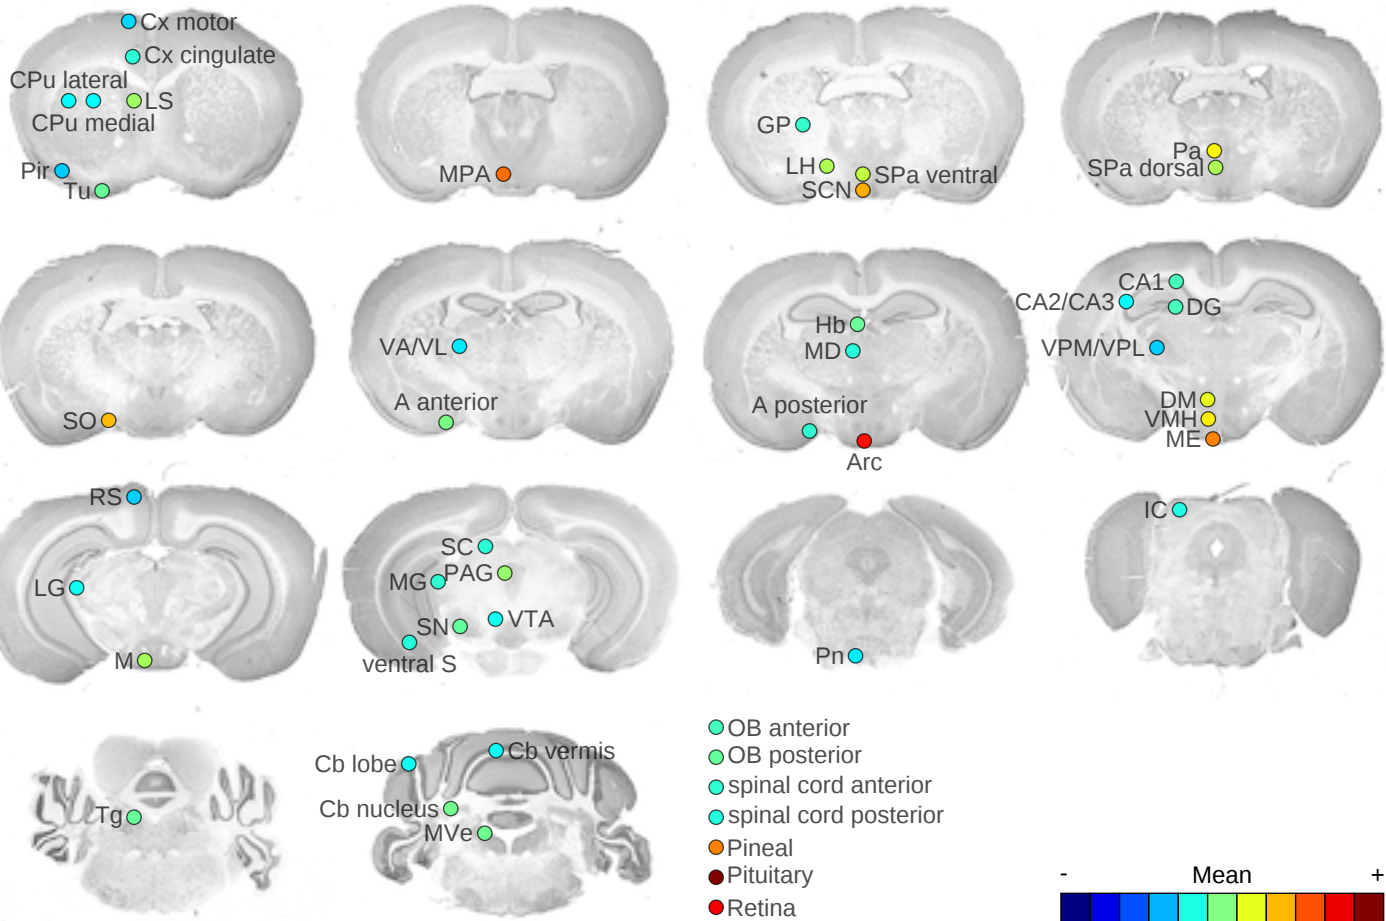 Cx motor
Cx cingulate
CPu lateral
LS
CPu medial
Pir
Tu
MPA
GP
LH
SPa ventral
SCN
Pa
SPa dorsal
SO
VA/VL
A anterior
Hb
MD
A posterior
Arc
CA1
CA2/CA3
DG
VPM/VPL
DM
VMH
ME
RS
LG
M
SC
MG
PAG
SN
VTA
ventral S
Pn
IC
Tg
Cb lobe
Cb vermis
Cb nucleus
MVe
OB anterior
OB posterior
spinal cord anterior
spinal cord posterior
Pineal
Pituitary
Retina
- Mean +